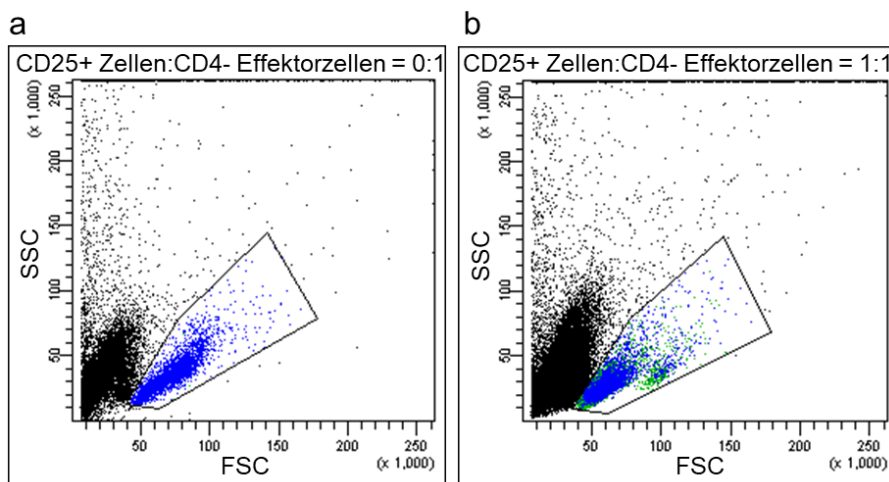 a
CD25+ Zellen:CD4- Effektorzellen = 0:1
(x 1,000)
250
200
150
100
50
SSC
50
100
150
200
250
FSC
(x 1,000)
b
CD25+ Zellen:CD4- Effektorzellen = 1:1
(x 1,000)
250
200
150
100
50
SSC
50
100
150
200
250
FSC
(x 1,000)